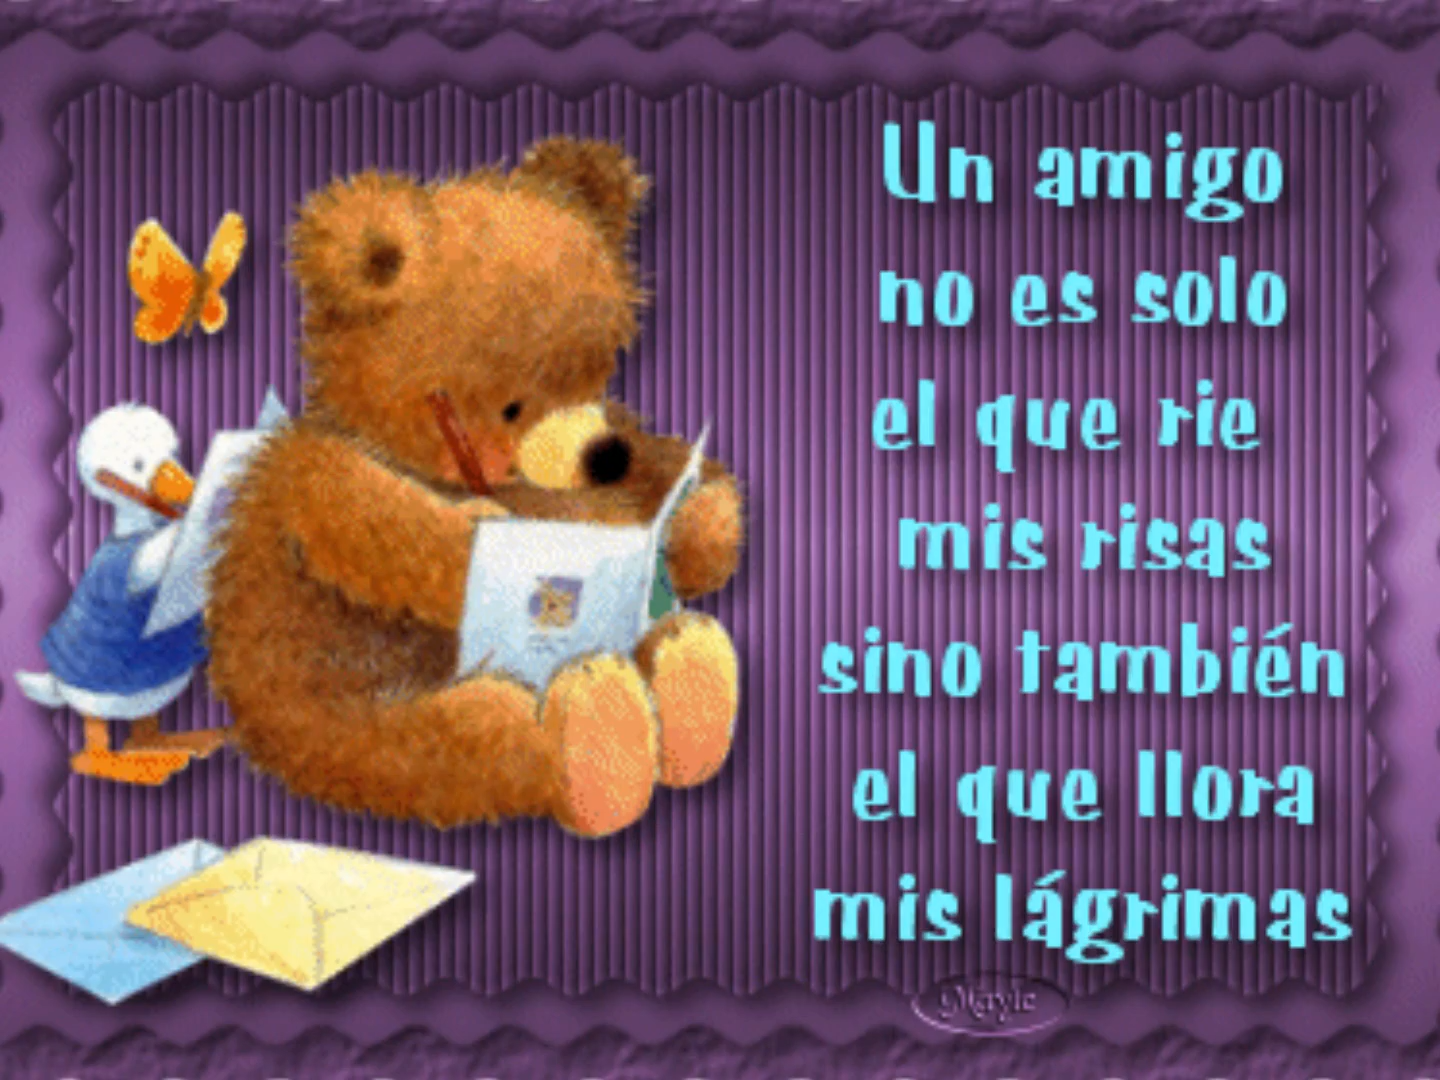 Un amigo
no es solo
el que rie
mis risas
sino también
el que llora
mis lágrimas